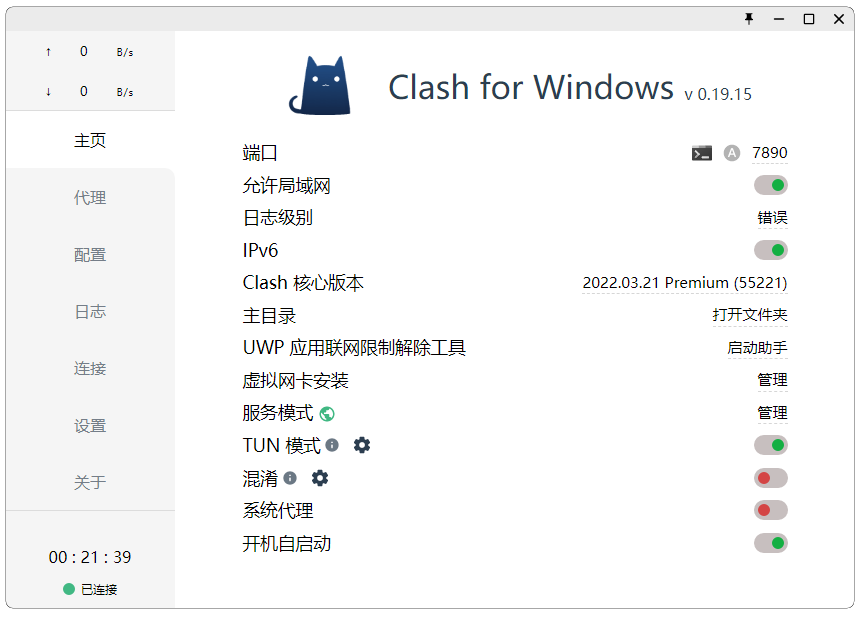 ↑ 0 B/s
↓ 0 B/s
主页
代理
配置
日志
连接
设置
关于
00 : 21 : 39
已连接
Clash for Windows v 0.19.15
端口 A 7890
允许局域网
日志级别 错误
IPv6
Clash 核心版本 2022.03.21 Premium (55221)
主目录 打开文件夹
UWP 应用联网限制解除工具 启动助手
虚拟网卡安装 管理
服务模式 管理
TUN 模式
混淆
系统代理
开机自启动